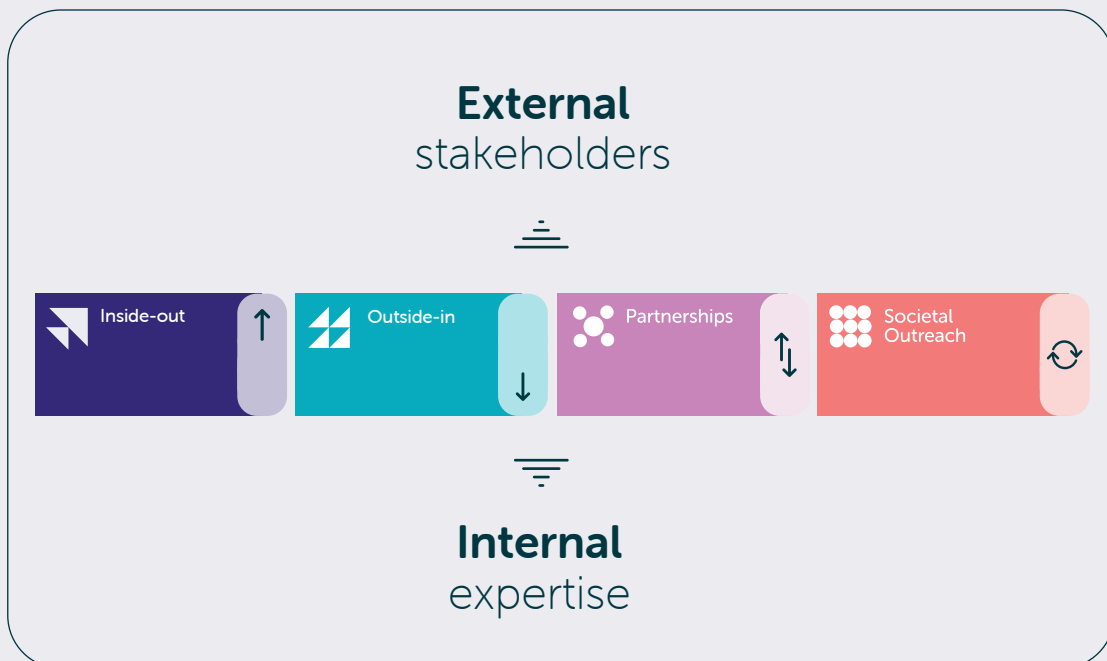 External
stakeholders
Inside-out
Outside-in
Partnerships
Societal
Outreach
Internal
expertise